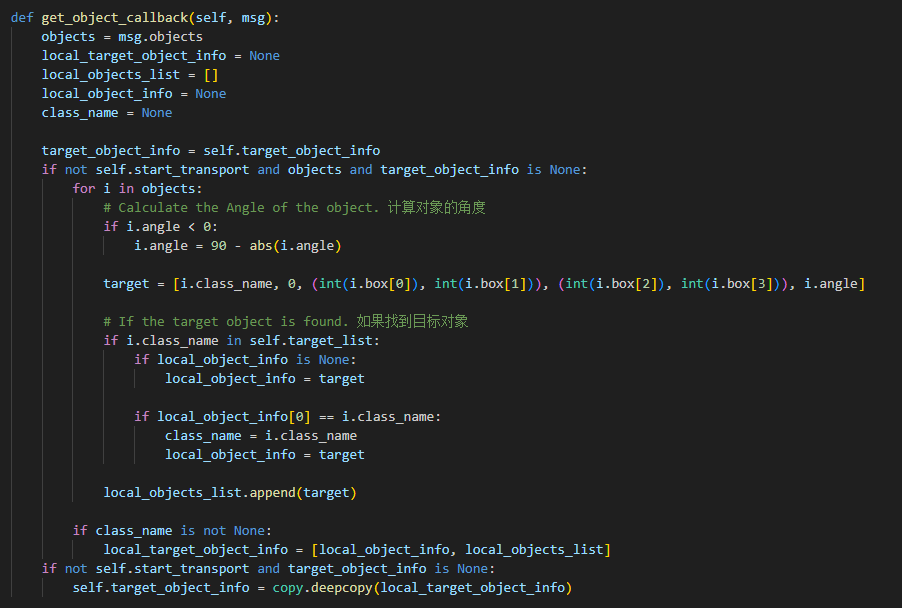 def get_object_callback(self, msg):
    objects = msg.objects
    local_target_object_info = None
    local_objects_list = []
    local_object_info = None
    class_name = None

    target_object_info = self.target_object_info
    if not self.start_transport and objects and target_object_info is None:
        for i in objects:
            # Calculate the Angle of the object. 计算对象的角度
            if i.angle < 0:
                i.angle = 90 - abs(i.angle)

            target = [i.class_name, 0, (int(i.box[0]), int(i.box[1])), (int(i.box[2]), int(i.box[3])), i.angle]

            # If the target object is found. 如果找到目标对象
            if i.class_name in self.target_list:
                if local_object_info is None:
                    local_object_info = target

                if local_object_info[0] == i.class_name:
                    class_name = i.class_name
                    local_object_info = target

            local_objects_list.append(target)

        if class_name is not None:
            local_target_object_info = [local_object_info, local_objects_list]
    if not self.start_transport and target_object_info is None:
        self.target_object_info = copy.deepcopy(local_target_object_info)